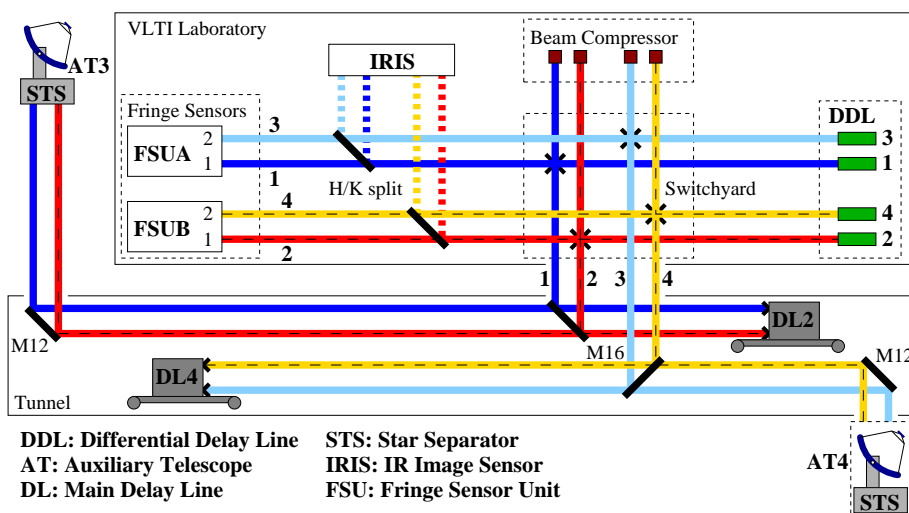 VLTI Laboratory
AT3
STS
IRIS
Beam Compressor
Fringe Sensors
FSUA
2
1
3
1
H/K split
4
FSUB
2
1
2
Switchyard
DDL
3
1
4
2
1
2
3
4
M12
DL2
DL4
M16
M12
Tunnel
AT4
STS
DDL: Differential Delay Line
STS: Star Separator
AT: Auxiliary Telescope
IRIS: IR Image Sensor
DL: Main Delay Line
FSU: Fringe Sensor Unit